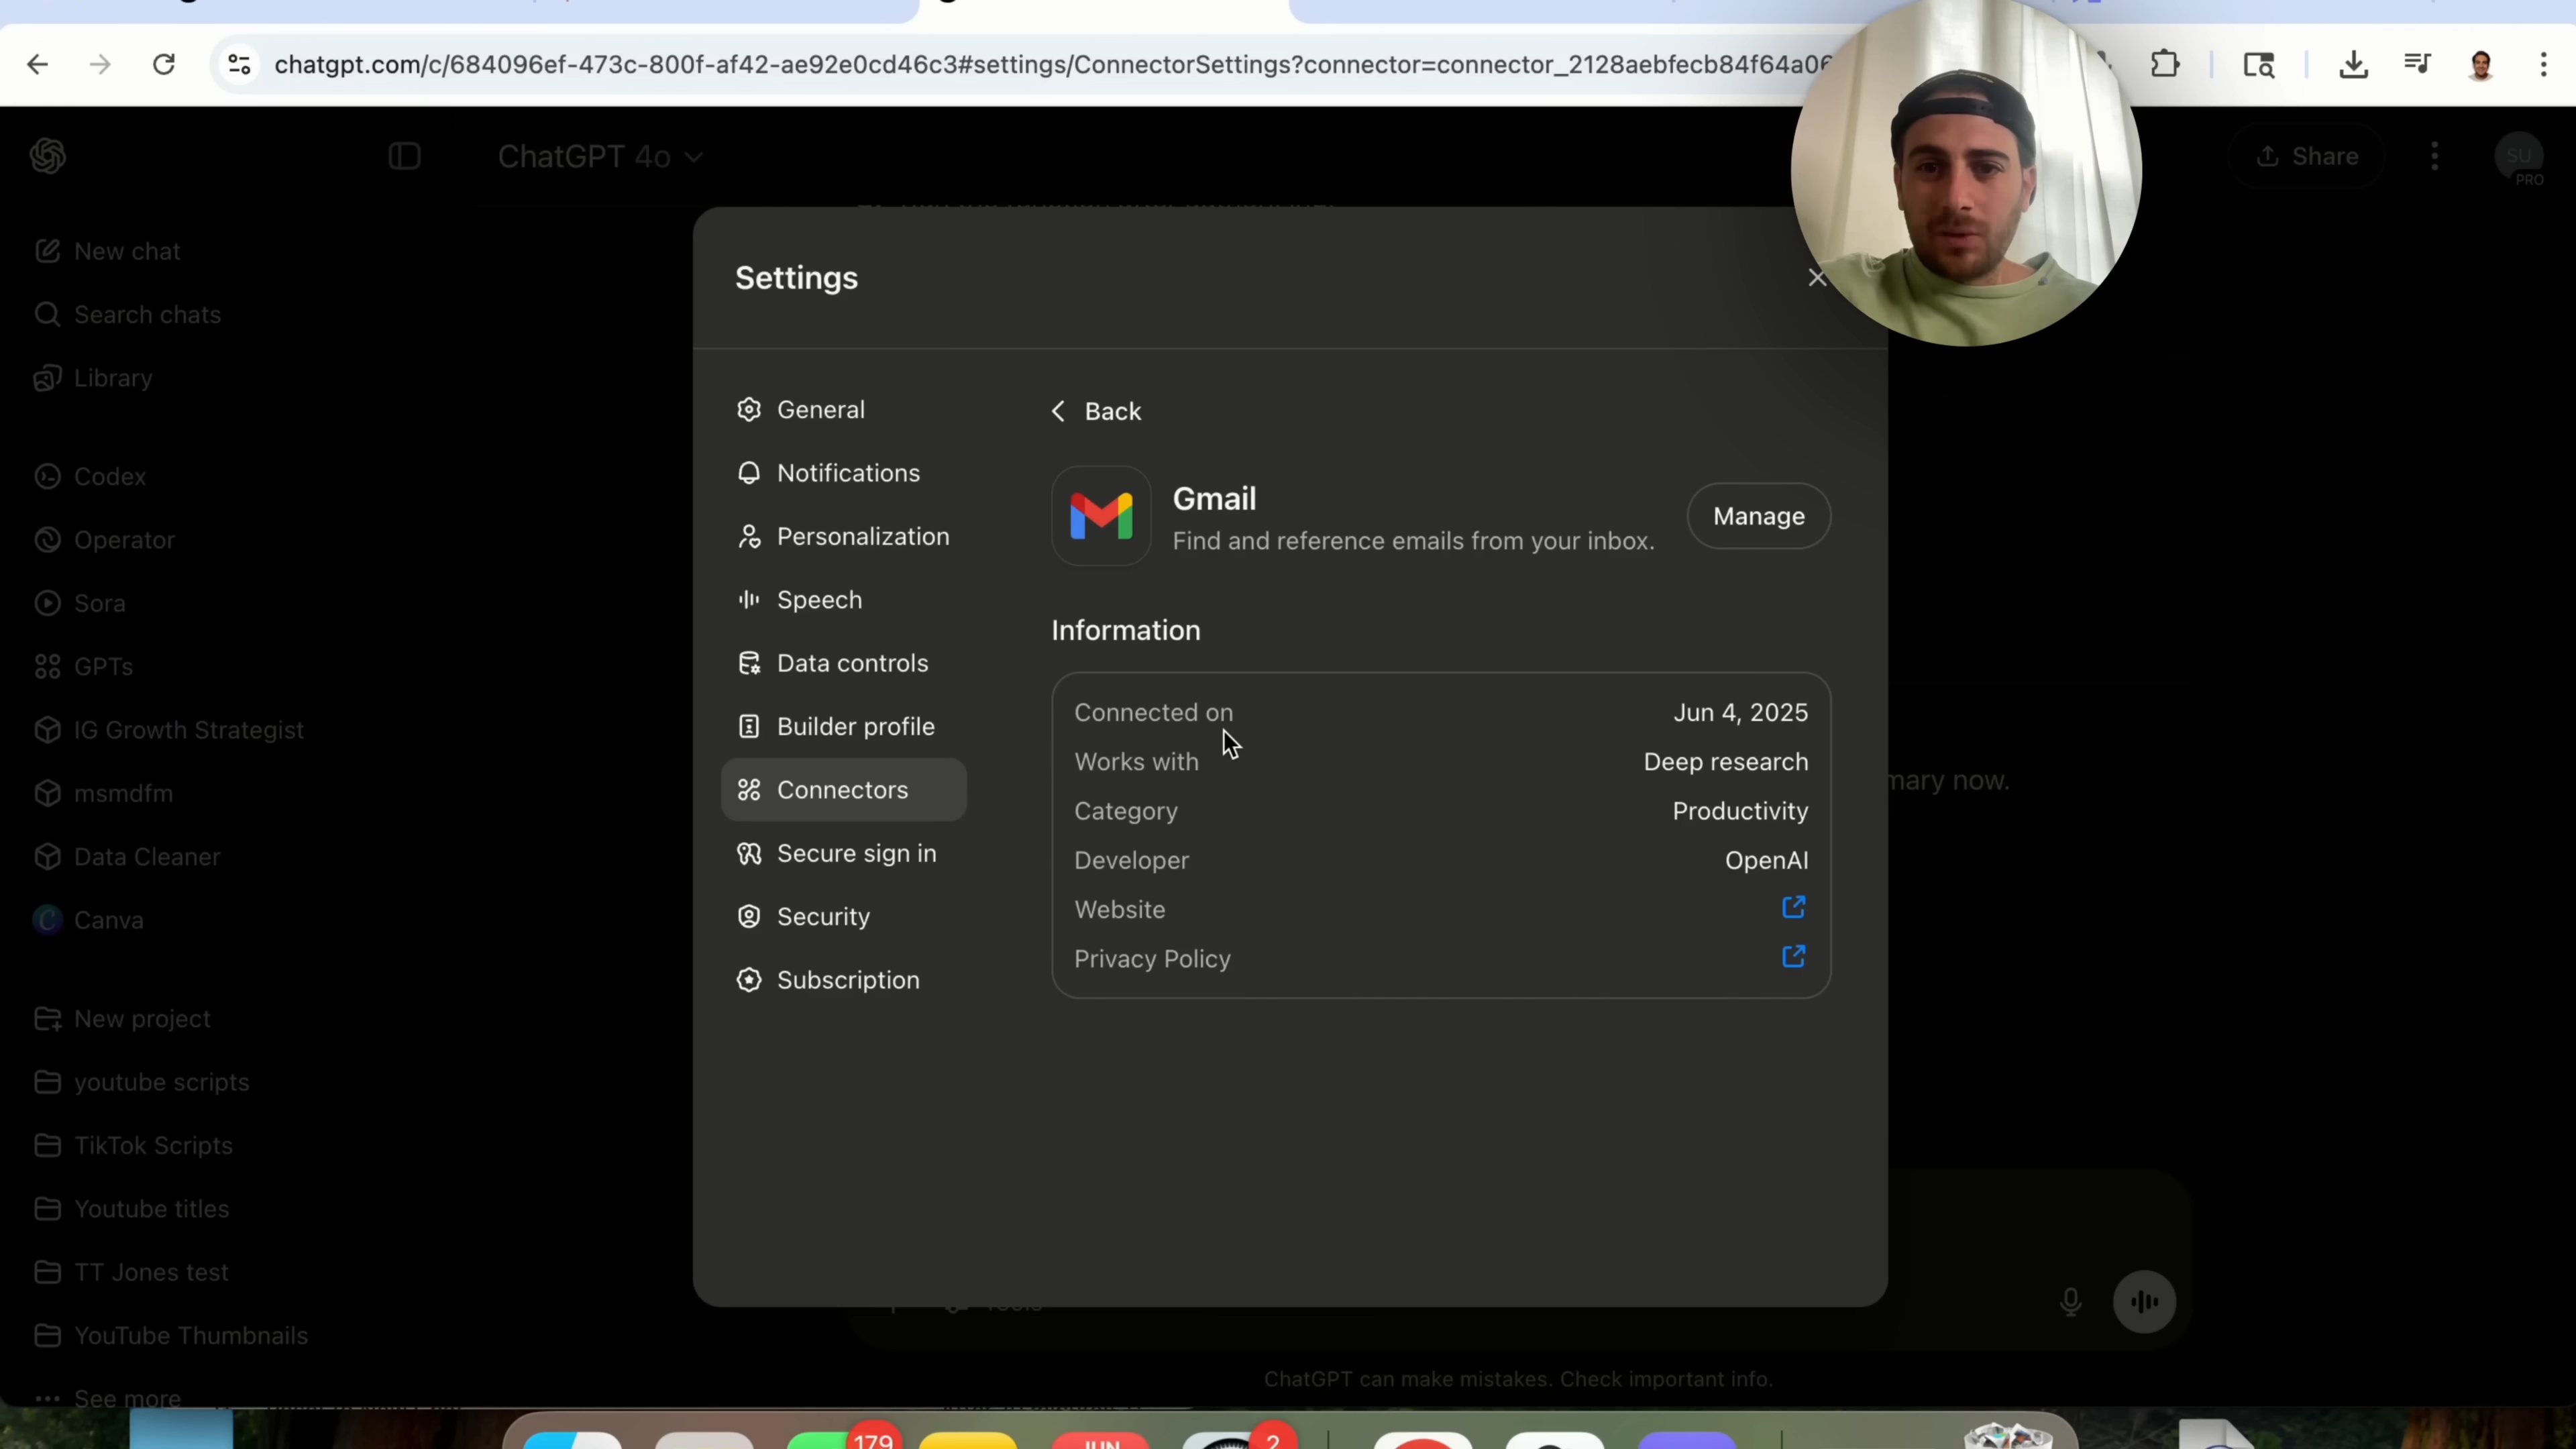 chatgpt.com/c/684096ef-473c-800f-af42-ae92e0cd46c3#settings/ConnectorSettings?connector=connector_2128aebfecb84f64a06
ChatGPT 4o
Share
SU
PRO
New chat
Search chats
Library
Codex
Operator
Sora
GPTs
IG Growth Strategist
msmdfm
Data Cleaner
Canva
New project
youtube scripts
TikTok Scripts
Youtube titles
TT Jones test
YouTube Thumbnails
See more
Settings
General
Notifications
Personalization
Speech
Data controls
Builder profile
Connectors
Secure sign in
Security
Subscription
Back
Gmail
Find and reference emails from your inbox.
Manage
Information
Connected on Jun 4, 2025
Works with Deep research
Category Productivity
Developer OpenAI
Website
Privacy Policy
now.
ChatGPT can make mistakes. Check important info.
179
JUN
2